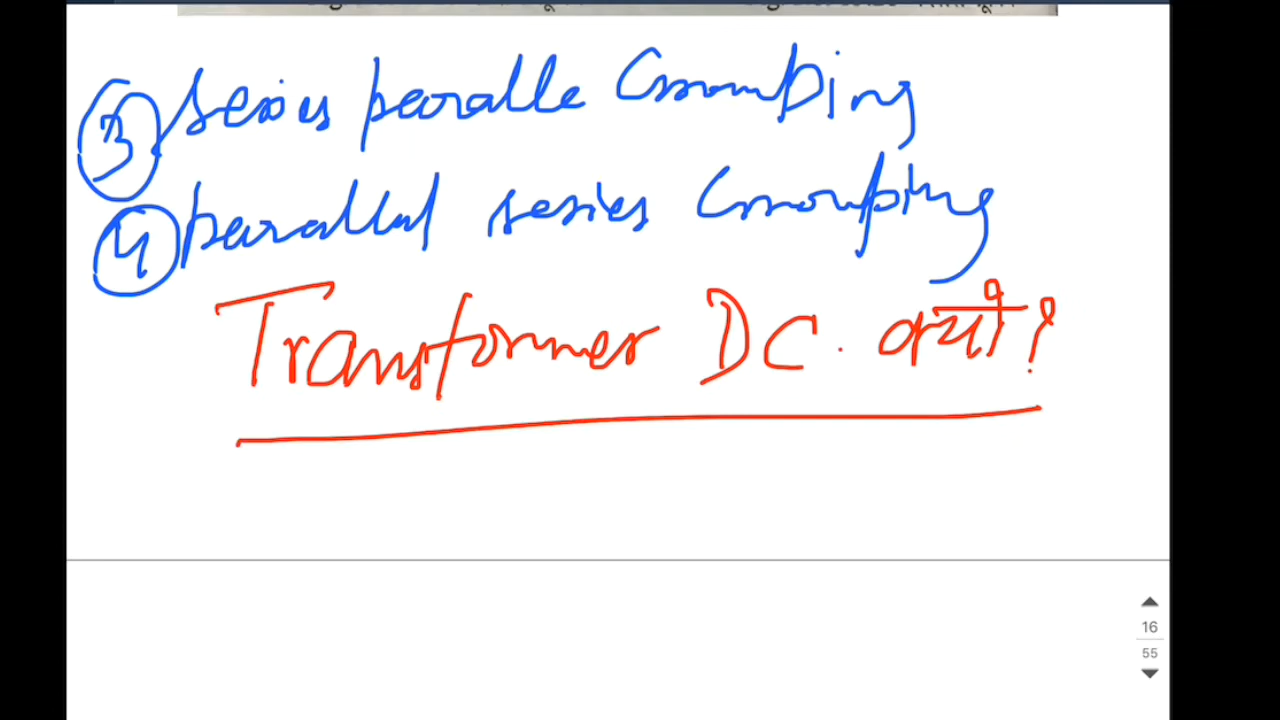 ③ series paralle Grouping
④ parallel series Grouping
Transformer DC. क्यों ?
16
55